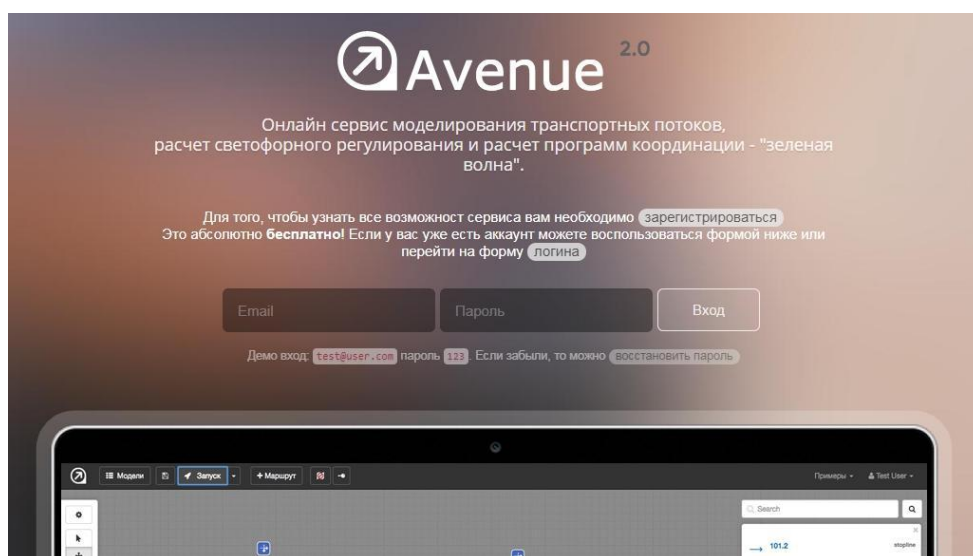 Avenue 2.0
Онлайн сервис моделирования транспортных потоков,
расчет светофорного регулирования и расчет программ координации - "зеленая
волна".
Для того, чтобы узнать все возможност сервиса вам необходимо зарегистрироваться
Это абсолютно бесплатно! Если у вас уже есть аккаунт можете воспользоваться формой ниже или
перейти на форму логина
Email Пароль Вход
Демо вход: test@user.com пароль 123. Если забыли, то можно восстановить пароль
Модели Запуск + Маршрут Примеры Test User
Search
101.2 stopline